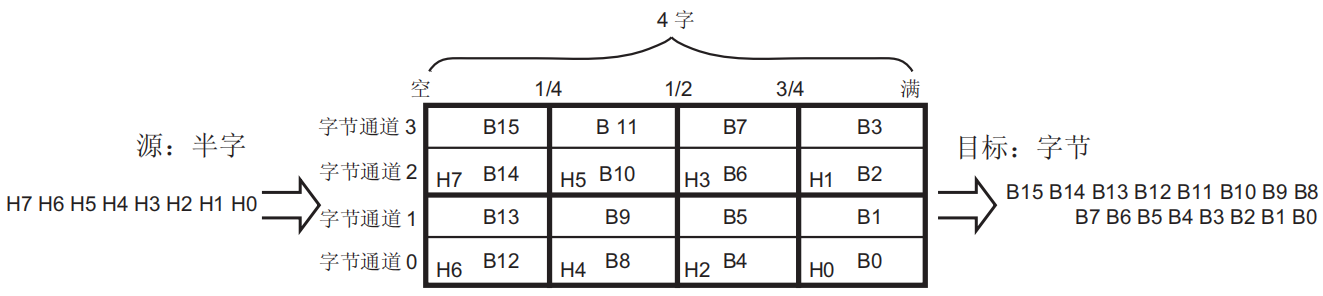 4 字
空 1/4 1/2 3/4 满
字节通道 3 B15 B 11 B7 B3
源：半字 目标：字节
字节通道 2 H7 B14 H5 B10 H3 B6 H1 B2
H7 H6 H5 H4 H3 H2 H1 H0 B15 B14 B13 B12 B11 B10 B9 B8
字节通道 1 B13 B9 B5 B1 B7 B6 B5 B4 B3 B2 B1 B0
字节通道 0 H6 B12 H4 B8 H2 B4 H0 B0